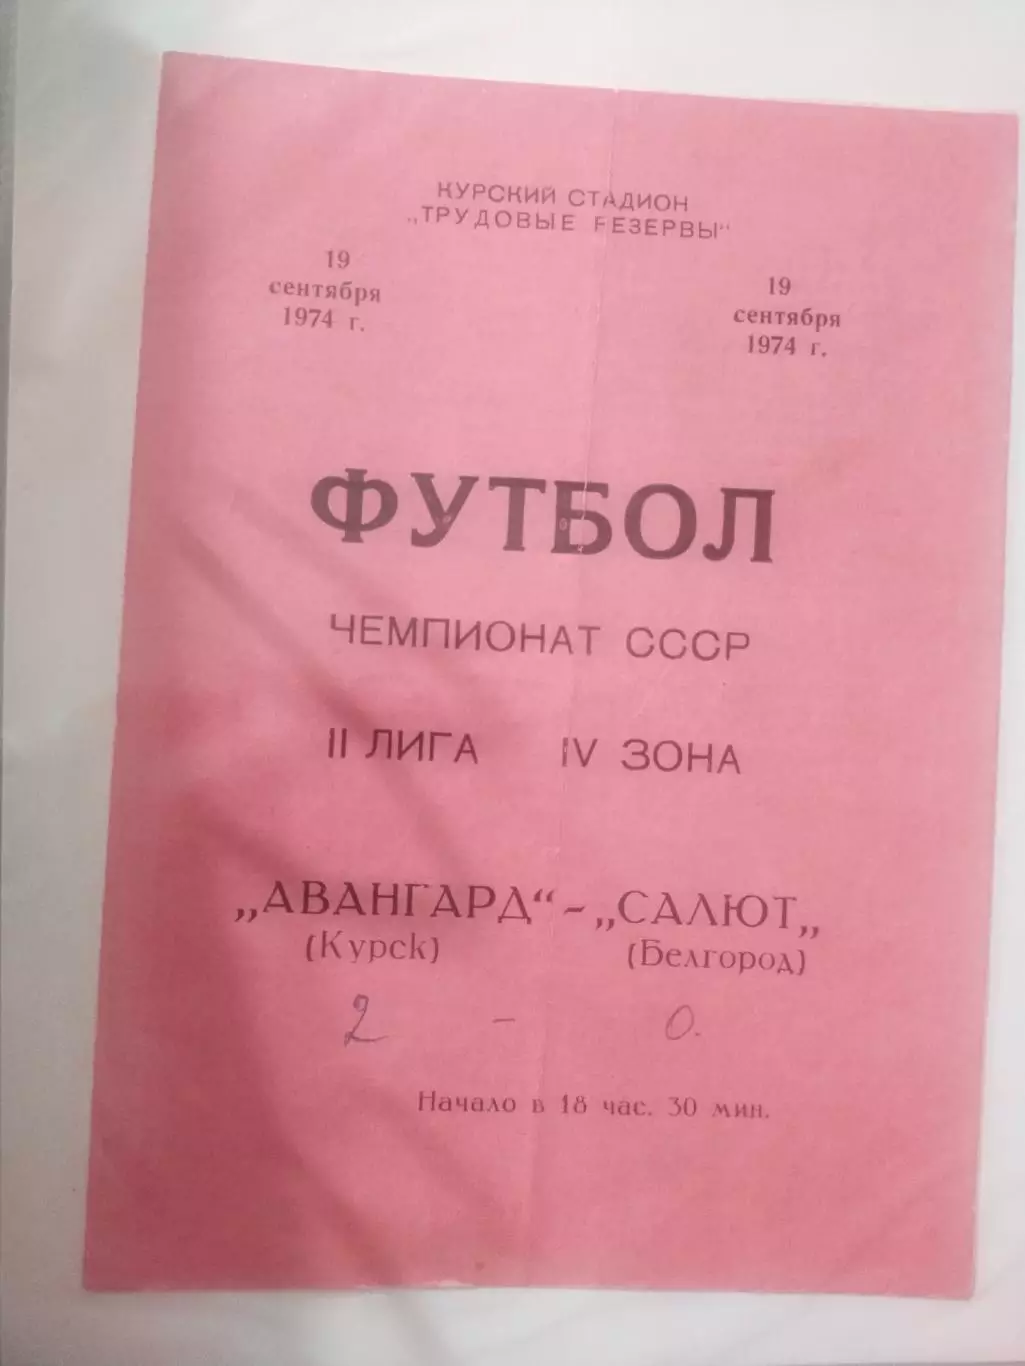 КУРСКИЙ СТАДИОН
„ТРУДОВЫЕ РЕЗЕРВЫ"
19
сентября
1974 г.
19
сентября
1974 г.
ФУТБОЛ
ЧЕМПИОНАТ СССР
II ЛИГА IV ЗОНА
„АВАНГАРД“ - „САЛЮТ„
(Курск) (Белгород)
2 - 0.
Начало в 18 час. 30 мин.